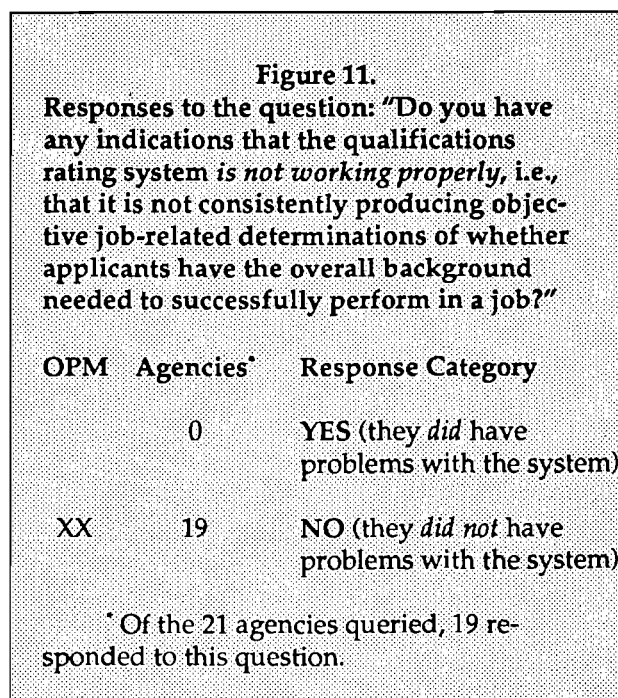 Figure 11.
Responses to the question: "Do you have
any indications that the qualifications
rating system is not working properly, i.e.,
that it is not consistently producing objec-
tive job-related determinations of whether
applicants have the overall background
needed to successfully perform in a job?"
OPM Agencies* Response Category
0 YES (they did have
problems with the system)
XX 19 NO (they did not have
problems with the system)
* Of the 21 agencies queried, 19 re-
sponded to this question.